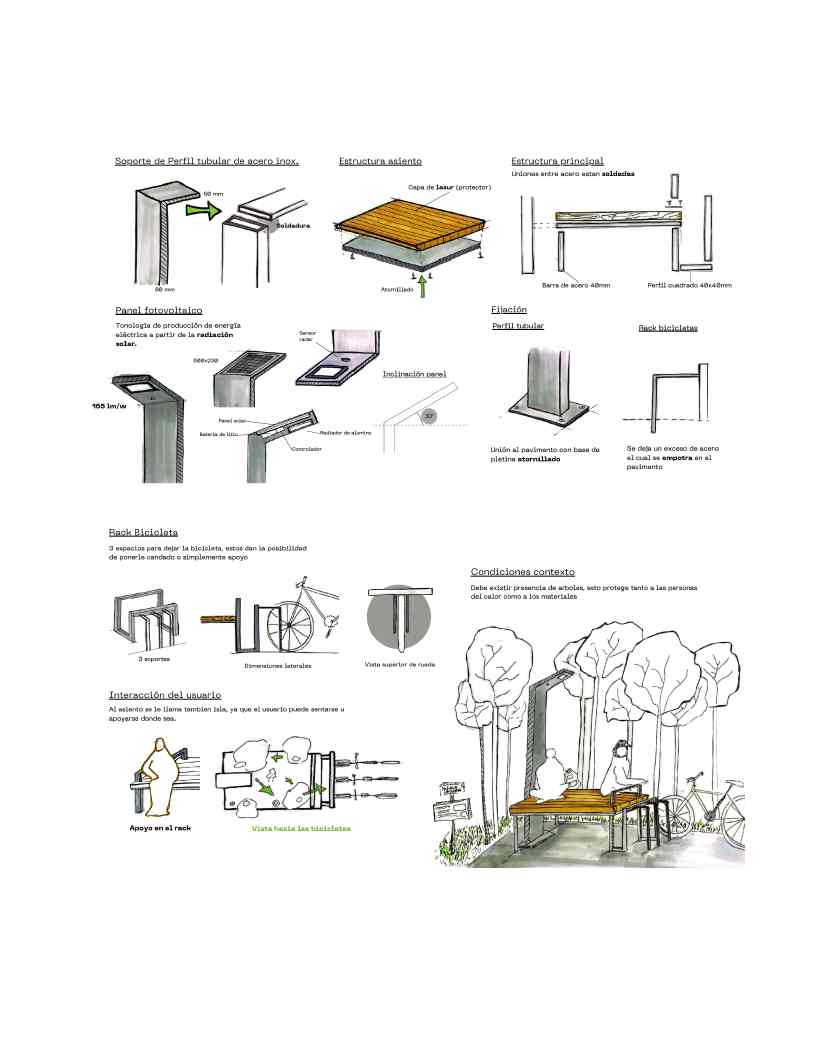 Soporte de Perfil tubular de acero inox.
50 mm
Soldadura
50 mm
Estructura asiento
Capa de lasur (protector)
Atornillado
Estructura principal
Uniones entre acero estan soldadas
Barra de acero 40mm
Perfil cuadrado 40x40mm
Panel fotovoltaico
Tonología de producción de energía
eléctrica a partir de la radiación
solar.
165 lm/w
600x230
Sensor
radar
Panel solar
Batería de litio
Radiador de aluminio
Controlador
Inclinación panel
30°
Fijación
Perfil tubular
Unión al pavimento con base de
pletina atornillado
Rack bicicletas
Se deja un exceso de acero
el cual se empotra en el
pavimento
Rack Bicicleta
3 espacios para dejar la bicicleta, estos dan la posibilidad
de ponerle candado o simplemente apoyo
3 soportes
Dimensiones laterales
Vista superior de rueda
Interacción del usuario
Al asiento se le llama tambien isla, ya que el usuario puede sentarse u
apoyarse donde sea.
Apoyo en el rack
Vista hacia las bicicletas
Condiciones contexto
Debe existir presencia de arboles, esto protege tanto a las personas
del calor como a los materiales